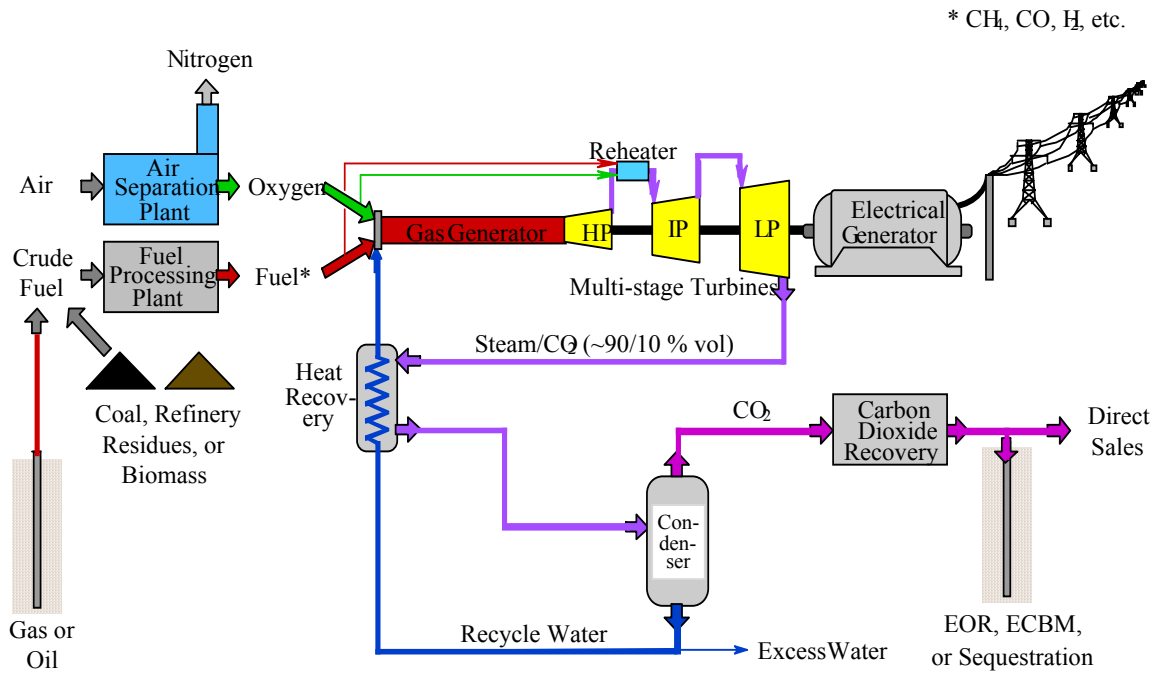 * CH4, CO, H2, etc.
Nitrogen
Air
Air
Separation
Plant
Oxygen
Reheater
Crude
Fuel
Fuel
Processing
Plant
Fuel*
Gas Generator
HP
IP
LP
Electrical
Generator
Multi-stage Turbines
Steam/CO2 (~90/10 % vol)
Heat
Recov-
ery
Coal, Refinery
Residues, or
Biomass
CO2
Carbon
Dioxide
Recovery
Direct
Sales
Con-
den-
ser
Gas or
Oil
Recycle Water
ExcessWater
EOR, ECBM,
or Sequestration